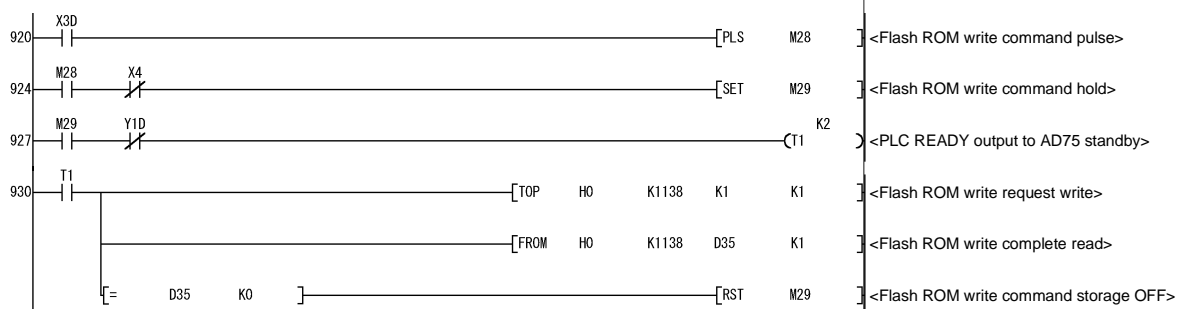 X3D
920 [PLS M28 ] <Flash ROM write command pulse>
M28 X4
924 [SET M29 ] <Flash ROM write command hold>
M29 Y1D K2
927 (T1 ) <PLC READY output to AD75 standby>
T1
930 [TOP H0 K1138 K1 K1 ] <Flash ROM write request write>
[FROM H0 K1138 D35 K1 ] <Flash ROM write complete read>
[= D35 K0 ] [RST M29 ] <Flash ROM write command storage OFF>